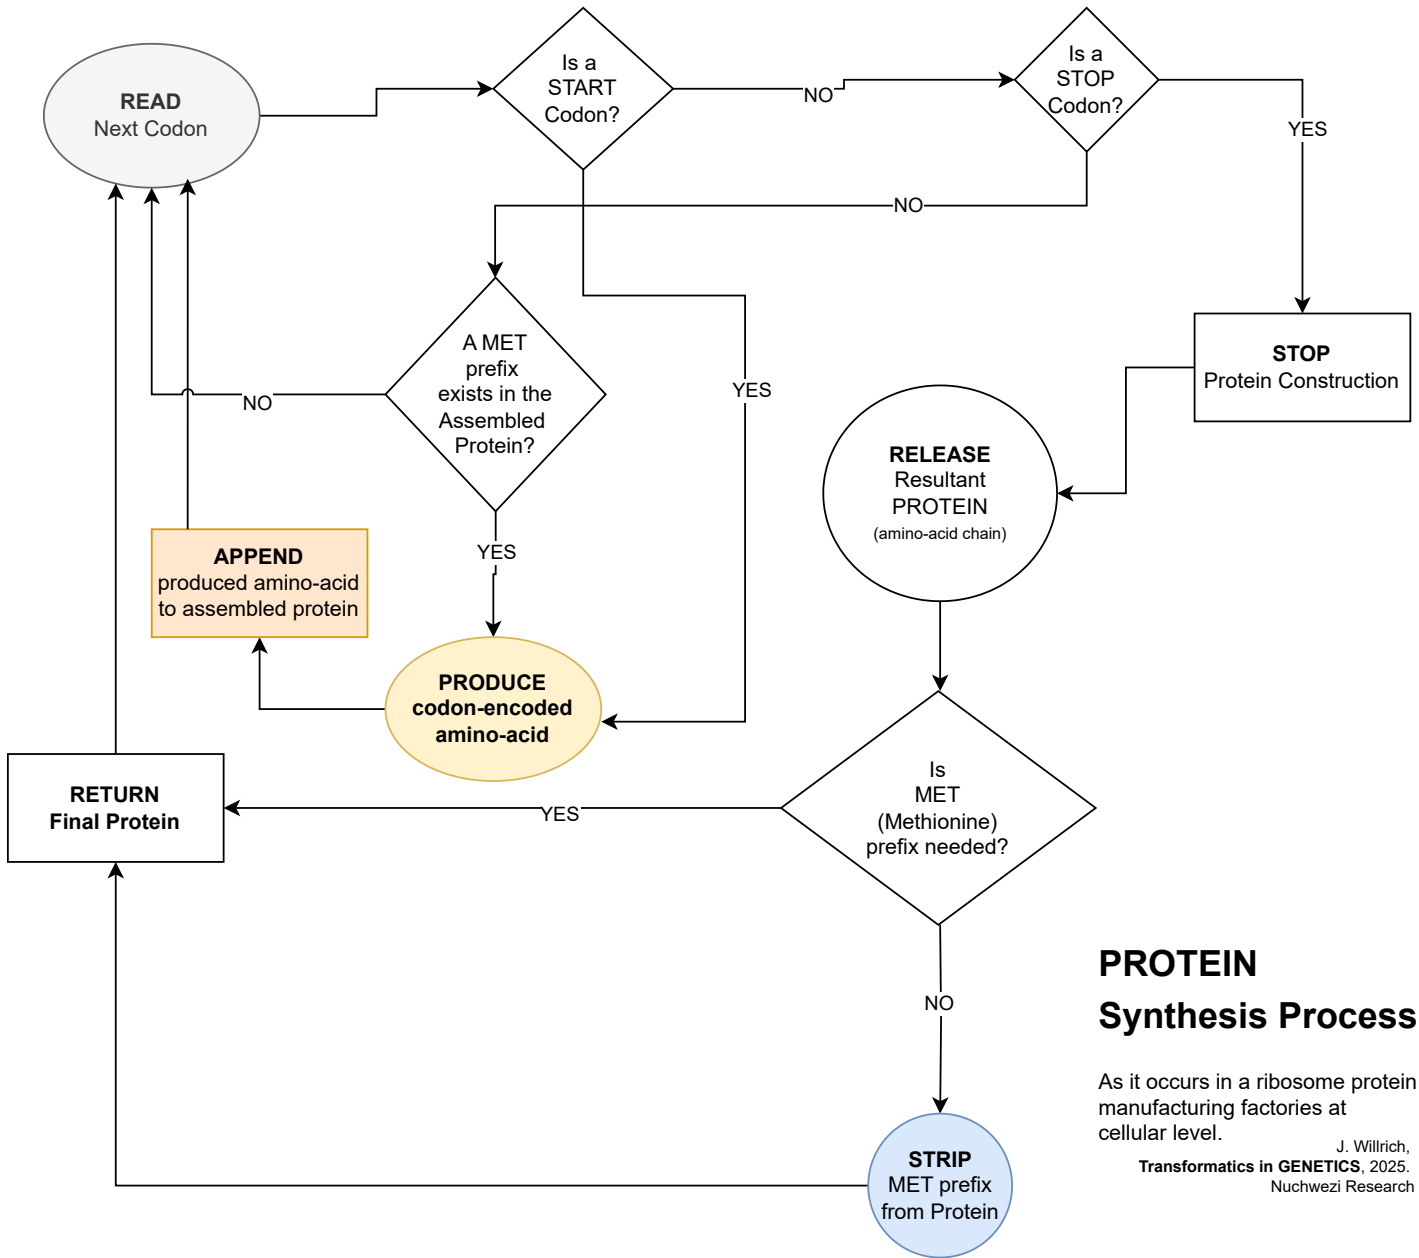 READ
Next Codon
Is a
START
Codon?
NO
Is a
STOP
Codon?
YES
NO
A MET
prefix
exists in the
Assembled
Protein?
NO
YES
YES
STOP
Protein Construction
RELEASE
Resultant
PROTEIN
(amino-acid chain)
APPEND
produced amino-acid
to assembled protein
PRODUCE
codon-encoded
amino-acid
RETURN
Final Protein
YES
Is
MET
(Methionine)
prefix needed?
NO
STRIP
MET prefix
from Protein
PROTEIN
Synthesis Process
As it occurs in a ribosome protein
manufacturing factories at
cellular level.
J. Willrich,
Transformatics in GENETICS, 2025.
Nuchwezi Research